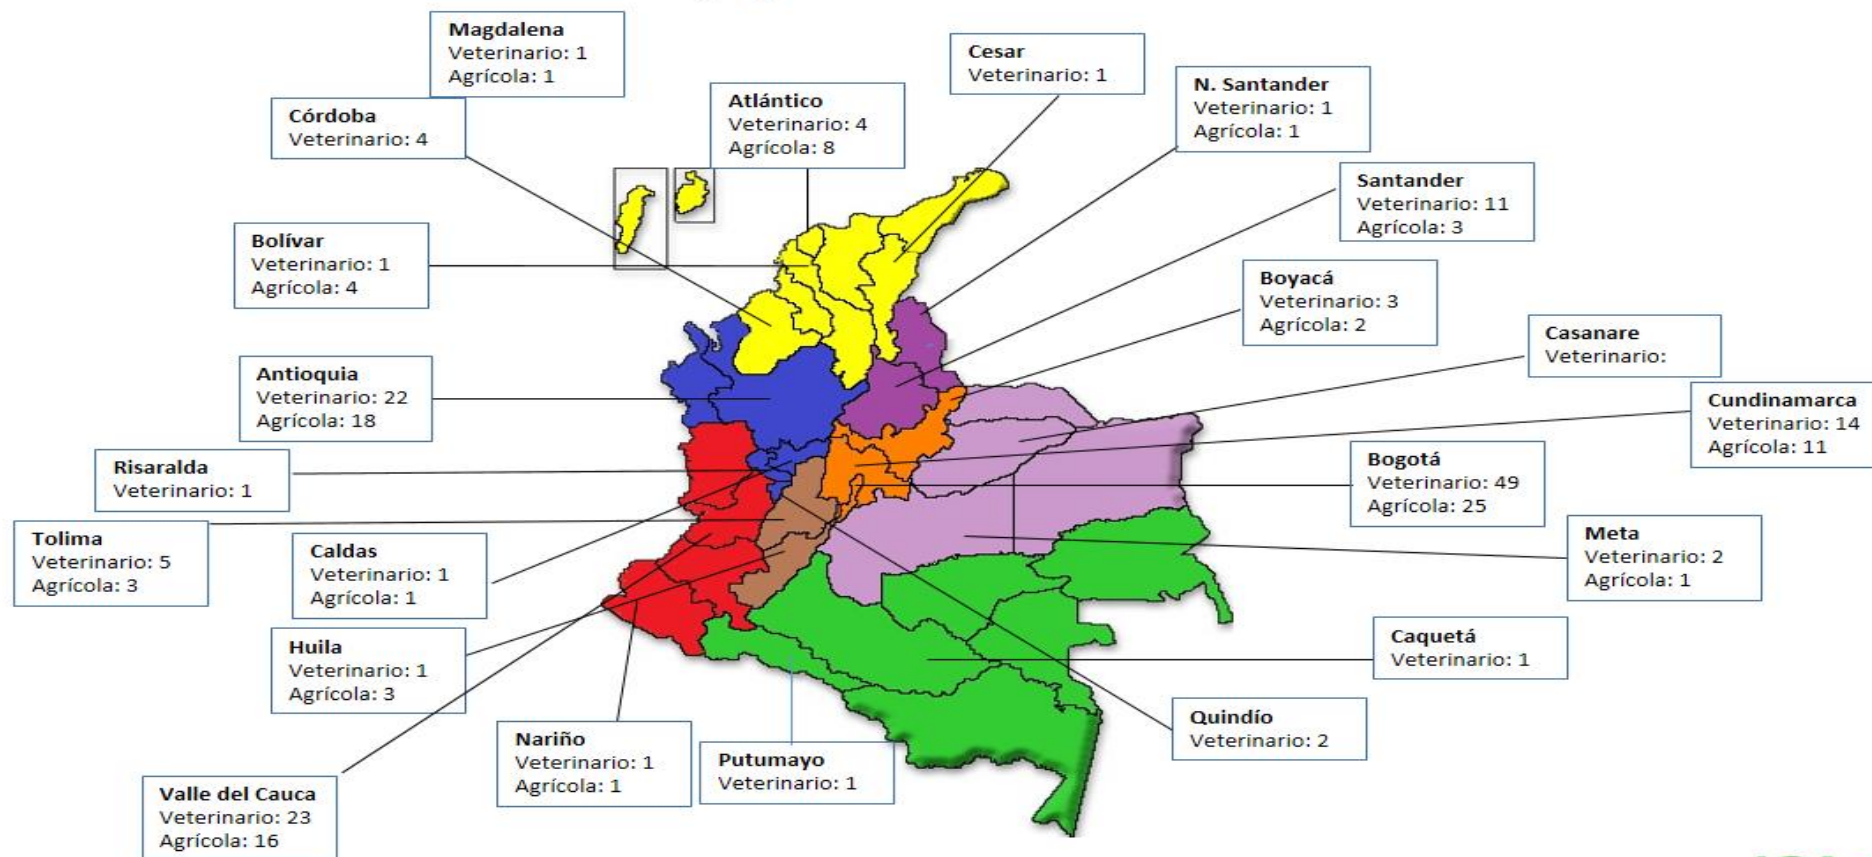 Magdalena
Veterinario: 1
Agrícola: 1
Cesar
Veterinario: 1
N. Santander
Veterinario: 1
Agrícola: 1
Atlántico
Veterinario: 4
Agrícola: 8
Córdoba
Veterinario: 4
Santander
Veterinario: 11
Agrícola: 3
Bolívar
Veterinario: 1
Agrícola: 4
Boyacá
Veterinario: 3
Agrícola: 2
Casanare
Veterinario:
Antioquia
Veterinario: 22
Agrícola: 18
Cundinamarca
Veterinario: 14
Agrícola: 11
Risaralda
Veterinario: 1
Bogotá
Veterinario: 49
Agrícola: 25
Tolima
Veterinario: 5
Agrícola: 3
Caldas
Veterinario: 1
Agrícola: 1
Meta
Veterinario: 2
Agrícola: 1
Huila
Veterinario: 1
Agrícola: 3
Caquetá
Veterinario: 1
Quindío
Veterinario: 2
Nariño
Veterinario: 1
Agrícola: 1
Putumayo
Veterinario: 1
Valle del Cauca
Veterinario: 23
Agrícola: 16